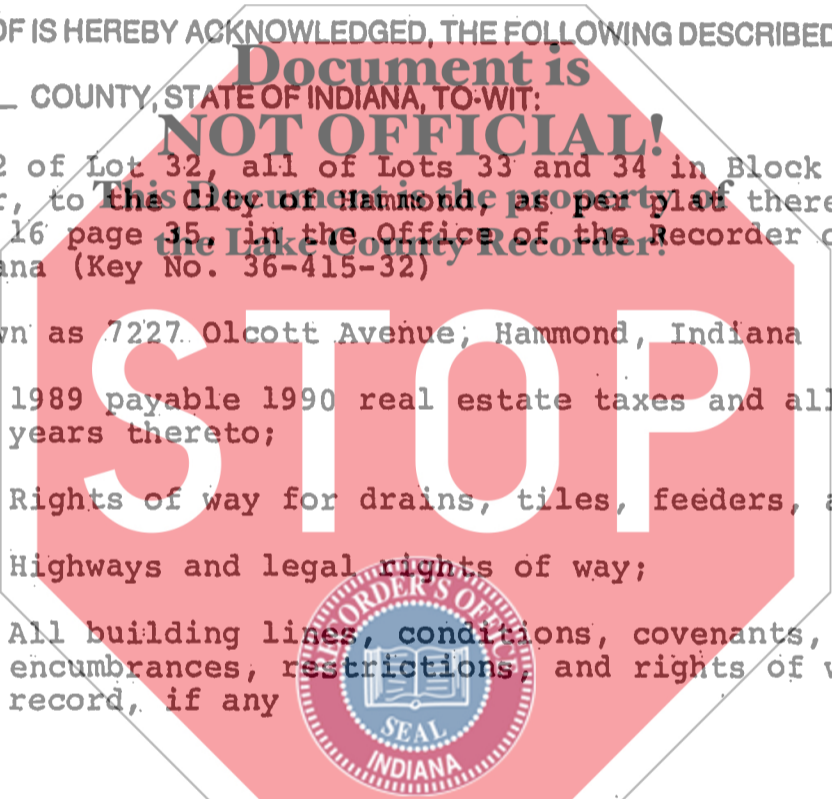 OF IS HEREBY ACKNOWLEDGED, THE FOLLOWING DESCRIBED
Document is
COUNTY, STATE OF INDIANA, TO-WIT:
NOT OFFICIAL!
2 of Lot 32, all of Lots 33 and 34 in Block
This Document is the property of
r, to the City of Hammond, as per plat there
the Lake County Recorder!
16 page 35, in the Office of the Recorder o
ana (Key No. 36-415-32)
wn as 7227 Olcott Avenue, Hammond, Indiana
STOP
1989 payable 1990 real estate taxes and all
years thereto;
Rights of way for drains, tiles, feeders, a
Highways and legal rights of way;
All building lines, conditions, covenants,
encumbrances, restrictions, and rights of w
record, if any
RECORDER'S OFFICE
SEAL
INDIANA